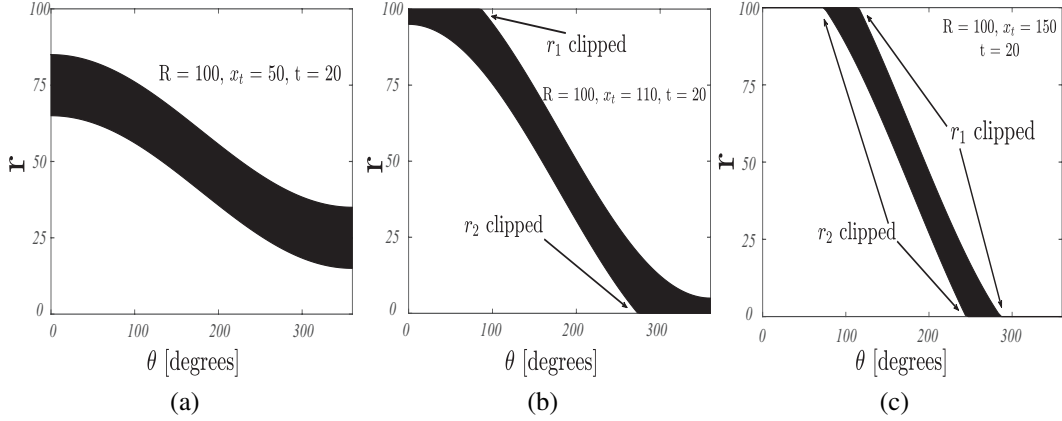 100
75
50
25
0
r
R = 100, x_t = 50, t = 20
0
100
200
300
θ [degrees]
(a)
100
75
50
25
0
r
r_1 clipped
R = 100, x_t = 110, t = 20
r_2 clipped
0
100
200
300
θ [degrees]
(b)
100
75
50
25
0
r
R = 100, x_t = 150
t = 20
r_1 clipped
r_2 clipped
0
100
200
300
θ [degrees]
(c)